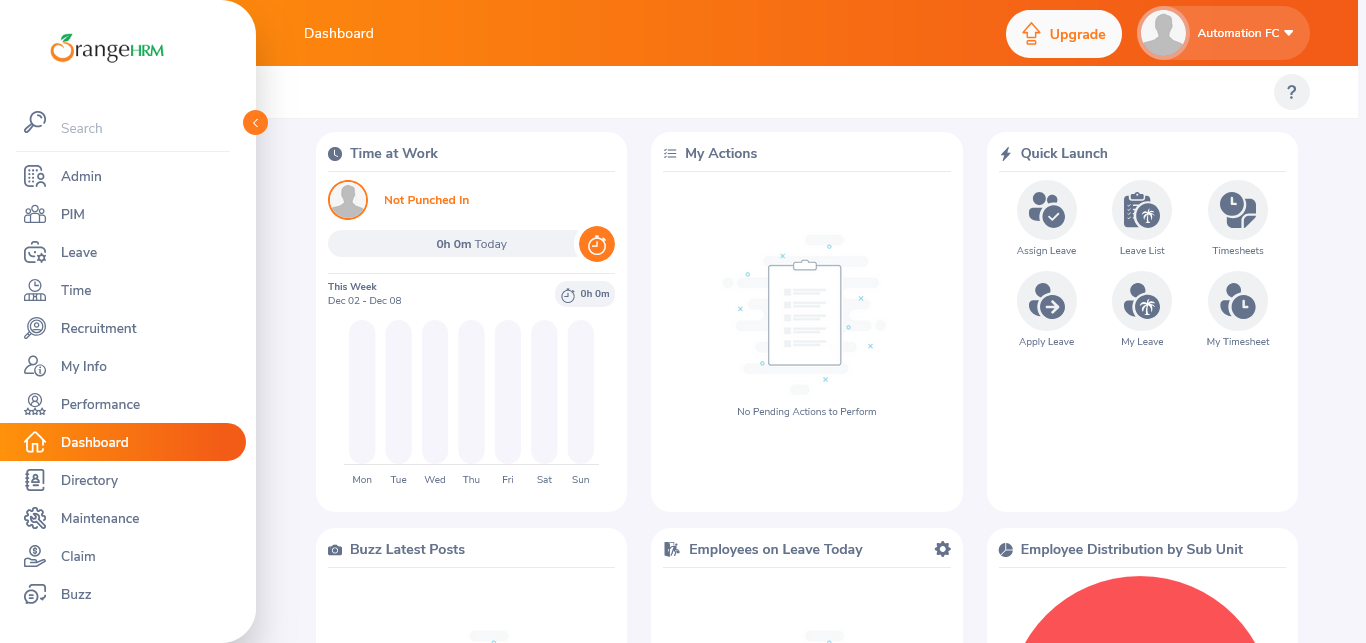 OrangeHRM
Search
Admin
PIM
Leave
Time
Recruitment
My Info
Performance
Dashboard
Directory
Maintenance
Claim
Buzz
Dashboard
Upgrade
Automation FC
?
Time at Work
Not Punched In
0h 0m Today
This Week
Dec 02 - Dec 08
0h 0m
Mon Tue Wed Thu Fri Sat Sun
My Actions
No Pending Actions to Perform
Quick Launch
Assign Leave Leave List Timesheets
Apply Leave My Leave My Timesheet
Buzz Latest Posts
Employees on Leave Today
Employee Distribution by Sub Unit